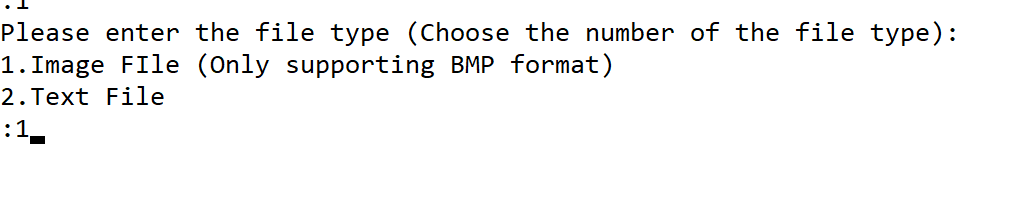 :1
Please enter the file type (Choose the number of the file type):
1.Image FIle (Only supporting BMP format)
2.Text File
:1